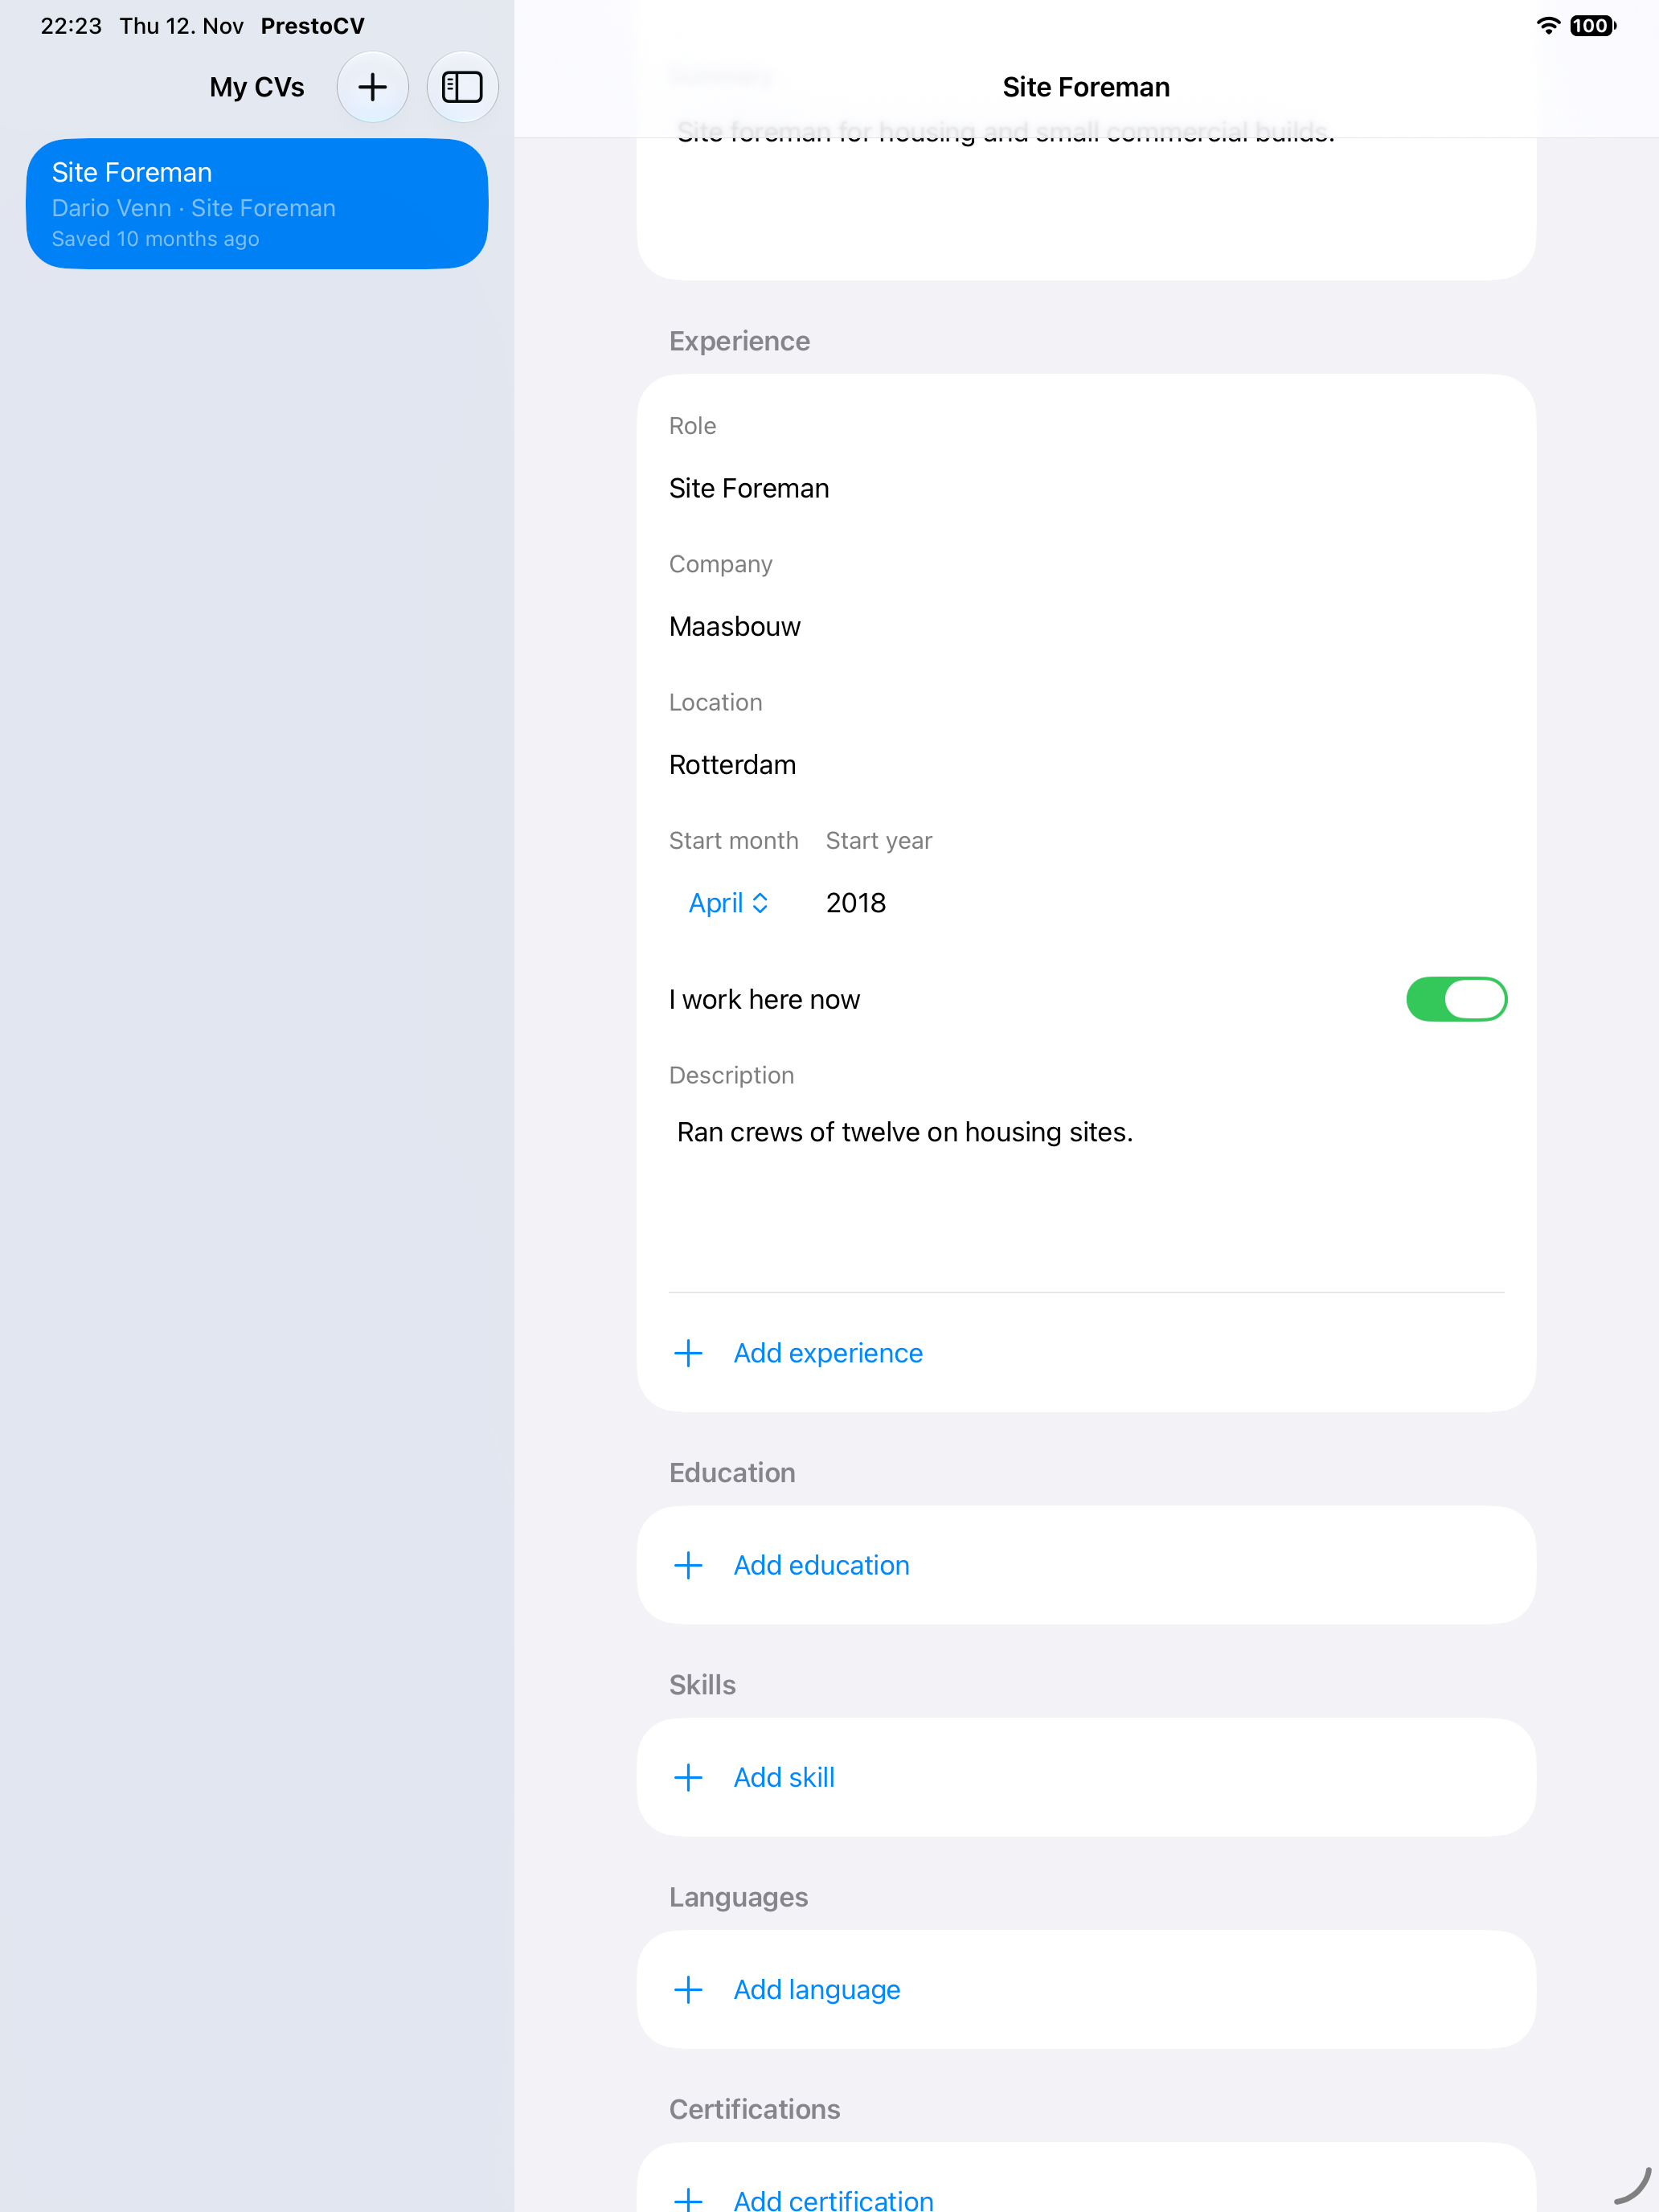 22:23 Thu 12. Nov PrestoCV
100
My CVs
Site Foreman
Dario Venn · Site Foreman
Saved 10 months ago
Site Foreman
Summary
Site foreman for housing and small commercial builds.
Experience
Role
Site Foreman
Company
Maasbouw
Location
Rotterdam
Start month Start year
April 2018
I work here now
Description
Ran crews of twelve on housing sites.
Add experience
Education
Add education
Skills
Add skill
Languages
Add language
Certifications
Add certification